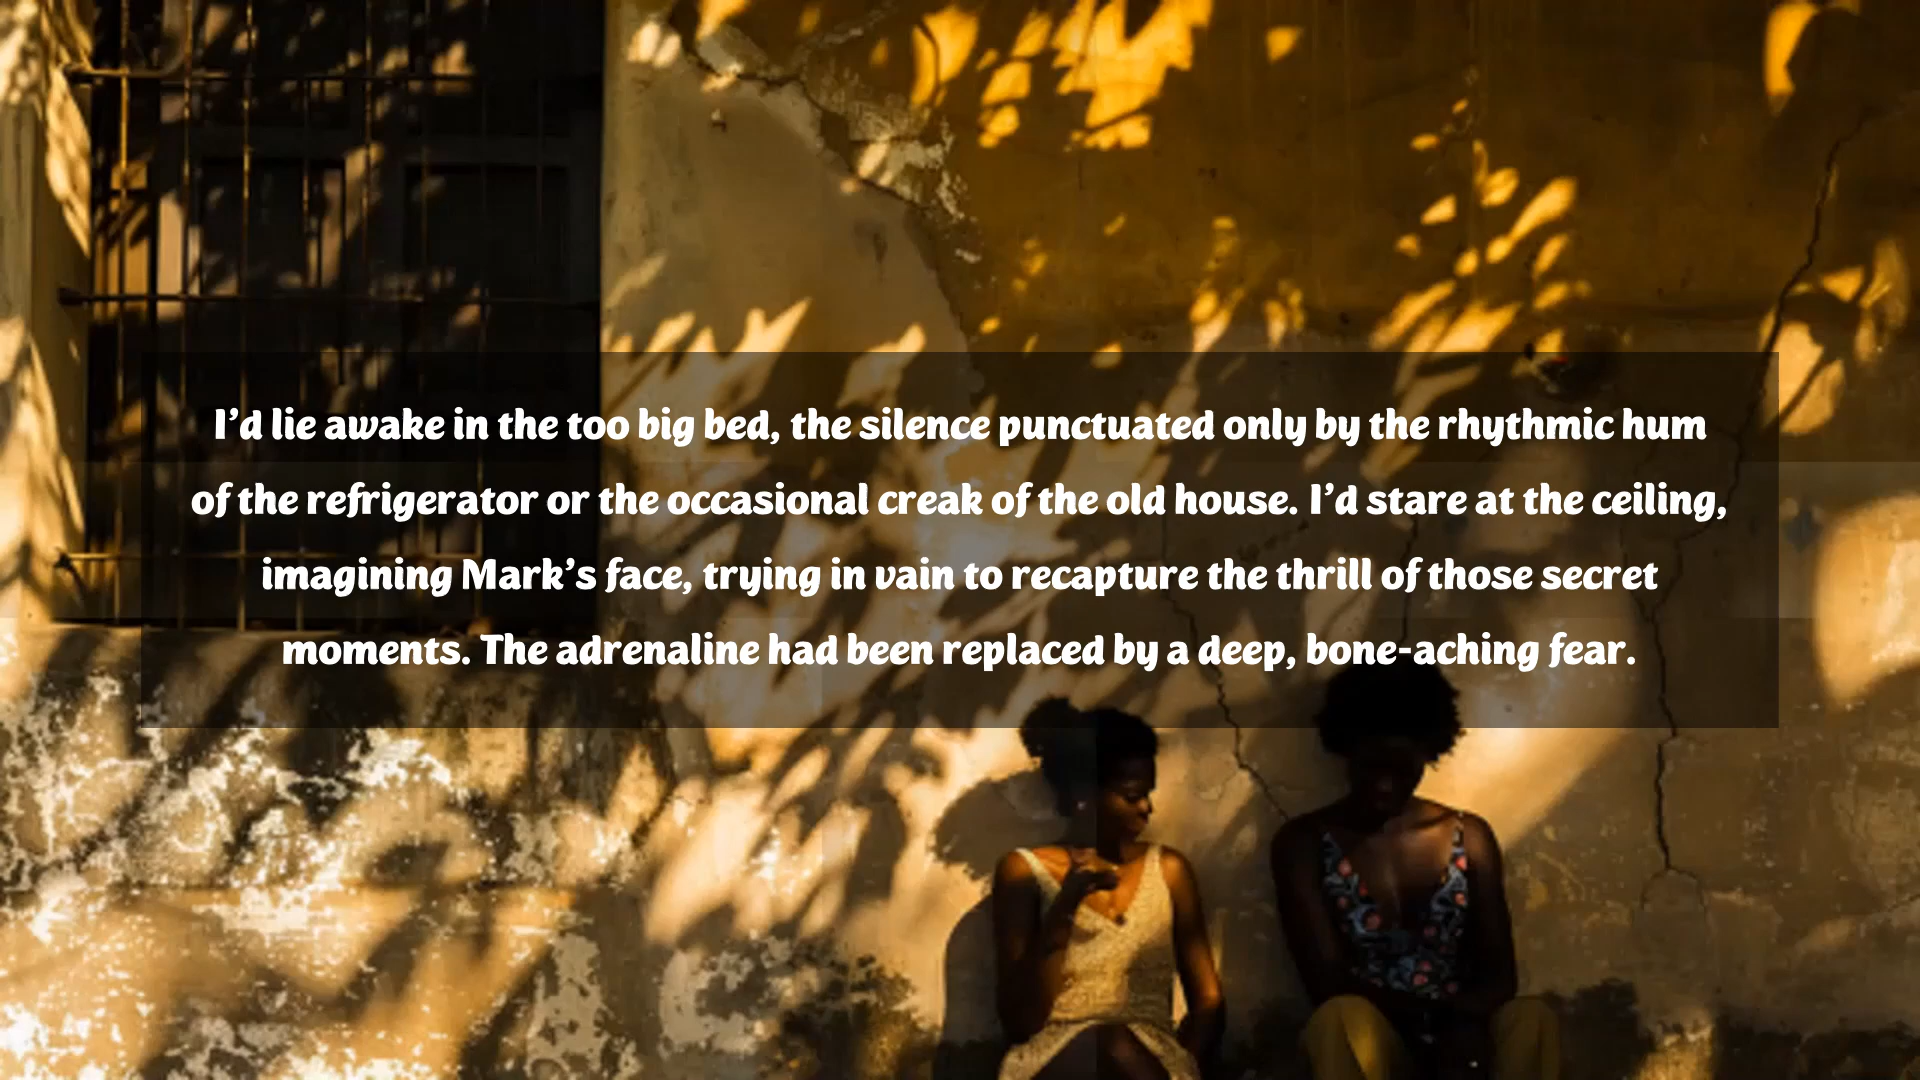 I’d lie awake in the too big bed, the silence punctuated only by the rhythmic hum
of the refrigerator or the occasional creak of the old house. I’d stare at the ceiling,
imagining Mark’s face, trying in vain to recapture the thrill of those secret
moments. The adrenaline had been replaced by a deep, bone-aching fear.